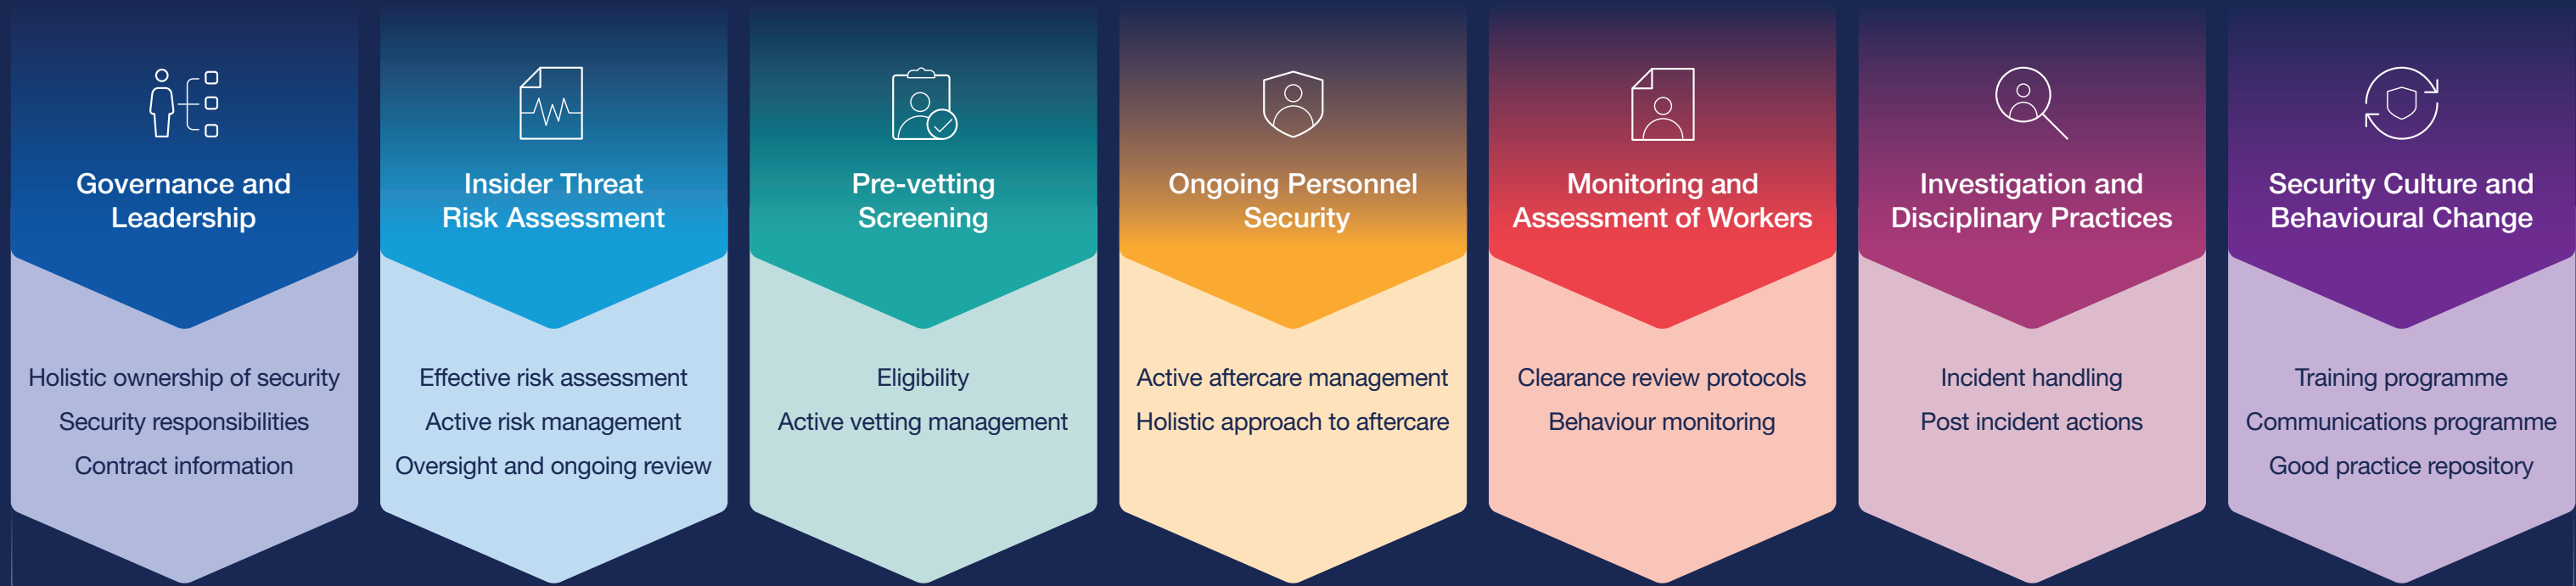 Governance and
Leadership
Holistic ownership of security
Security responsibilities
Contract information
Insider Threat
Risk Assessment
Effective risk assessment
Active risk management
Oversight and ongoing review
Pre-vetting
Screening
Eligibility
Active vetting management
Ongoing Personnel
Security
Active aftercare management
Holistic approach to aftercare
Monitoring and
Assessment of Workers
Clearance review protocols
Behaviour monitoring
Investigation and
Disciplinary Practices
Incident handling
Post incident actions
Security Culture and
Behavioural Change
Training programme
Communications programme
Good practice repository